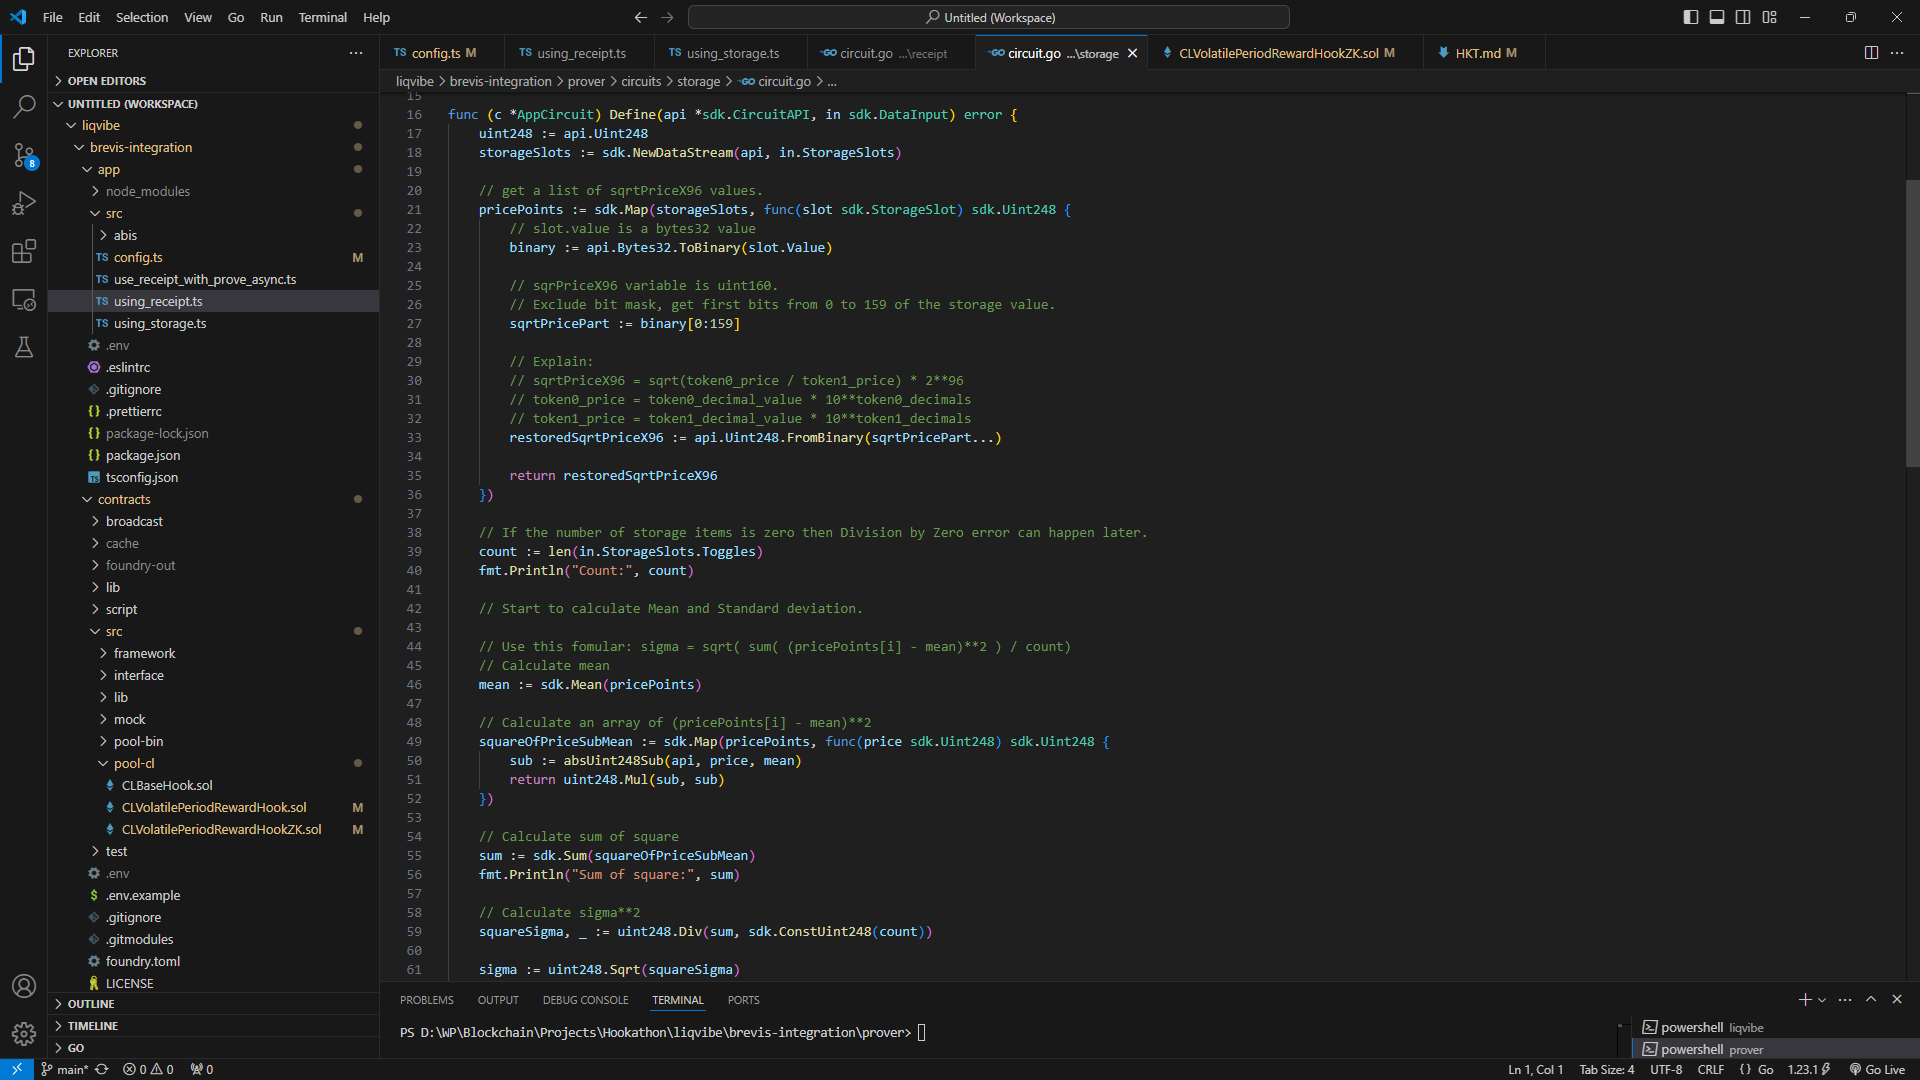 File Edit Selection View Go Run Terminal Help
Untitled (Workspace)
EXPLORER
OPEN EDITORS
UNTITLED (WORKSPACE)
liqvibe
brevis-integration
app
node_modules
src
abis
config.ts M
use_receipt_with_prove_async.ts
using_receipt.ts
using_storage.ts
.env
.eslintrc
.gitignore
.prettierrc
package-lock.json
package.json
tsconfig.json
contracts
broadcast
cache
foundry-out
lib
script
src
framework
interface
lib
mock
pool-bin
pool-cl
CLBaseHook.sol
CLVolatilePeriodRewardHook.sol M
CLVolatilePeriodRewardHookZK.sol M
test
.env
.env.example
.gitignore
.gitmodules
foundry.toml
LICENSE
OUTLINE
TIMELINE
GO
8
config.ts M using_receipt.ts using_storage.ts circuit.go ...\receipt circuit.go ...\storage CLVolatilePeriodRewardHookZK.sol M HKT.md M
liqvibe > brevis-integration > prover > circuits > storage > circuit.go > ...
15
16 func (c *AppCircuit) Define(api *sdk.CircuitAPI, in sdk.DataInput) error {
17 uint248 := api.Uint248
18 storageSlots := sdk.NewDataStream(api, in.StorageSlots)
19
20 // get a list of sqrtPriceX96 values.
21 pricePoints := sdk.Map(storageSlots, func(slot sdk.StorageSlot) sdk.Uint248 {
22 // slot.value is a bytes32 value
23 binary := api.Bytes32.ToBinary(slot.Value)
24
25 // sqrPriceX96 variable is uint160.
26 // Exclude bit mask, get first bits from 0 to 159 of the storage value.
27 sqrtPricePart := binary[0:159]
28
29 // Explain:
30 // sqrtPriceX96 = sqrt(token0_price / token1_price) * 2**96
31 // token0_price = token0_decimal_value * 10**token0_decimals
32 // token1_price = token1_decimal_value * 10**token1_decimals
33 restoredSqrtPriceX96 := api.Uint248.FromBinary(sqrtPricePart...)
34
35 return restoredSqrtPriceX96
36 })
37
38 // If the number of storage items is zero then Division by Zero error can happen later.
39 count := len(in.StorageSlots.Toggles)
40 fmt.Println("Count:", count)
41
42 // Start to calculate Mean and Standard deviation.
43
44 // Use this fomular: sigma = sqrt( sum( (pricePoints[i] - mean)**2 ) / count)
45 // Calculate mean
46 mean := sdk.Mean(pricePoints)
47
48 // Calculate an array of (pricePoints[i] - mean)**2
49 squareOfPriceSubMean := sdk.Map(pricePoints, func(price sdk.Uint248) sdk.Uint248 {
50 sub := absUint248Sub(api, price, mean)
51 return uint248.Mul(sub, sub)
52 })
53
54 // Calculate sum of square
55 sum := sdk.Sum(squareOfPriceSubMean)
56 fmt.Println("Sum of square:", sum)
57
58 // Calculate sigma**2
59 squareSigma, _ := uint248.Div(sum, sdk.ConstUint248(count))
60
61 sigma := uint248.Sqrt(squareSigma)
PROBLEMS OUTPUT DEBUG CONSOLE TERMINAL PORTS
PS D:\WP\Blockchain\Projects\Hookathon\liqvibe\brevis-integration\prover>
powershell liqvibe
powershell prover
main* 0 0 0 Ln 1, Col 1 Tab Size: 4 UTF-8 CRLF {} Go 1.23.1 Go Live